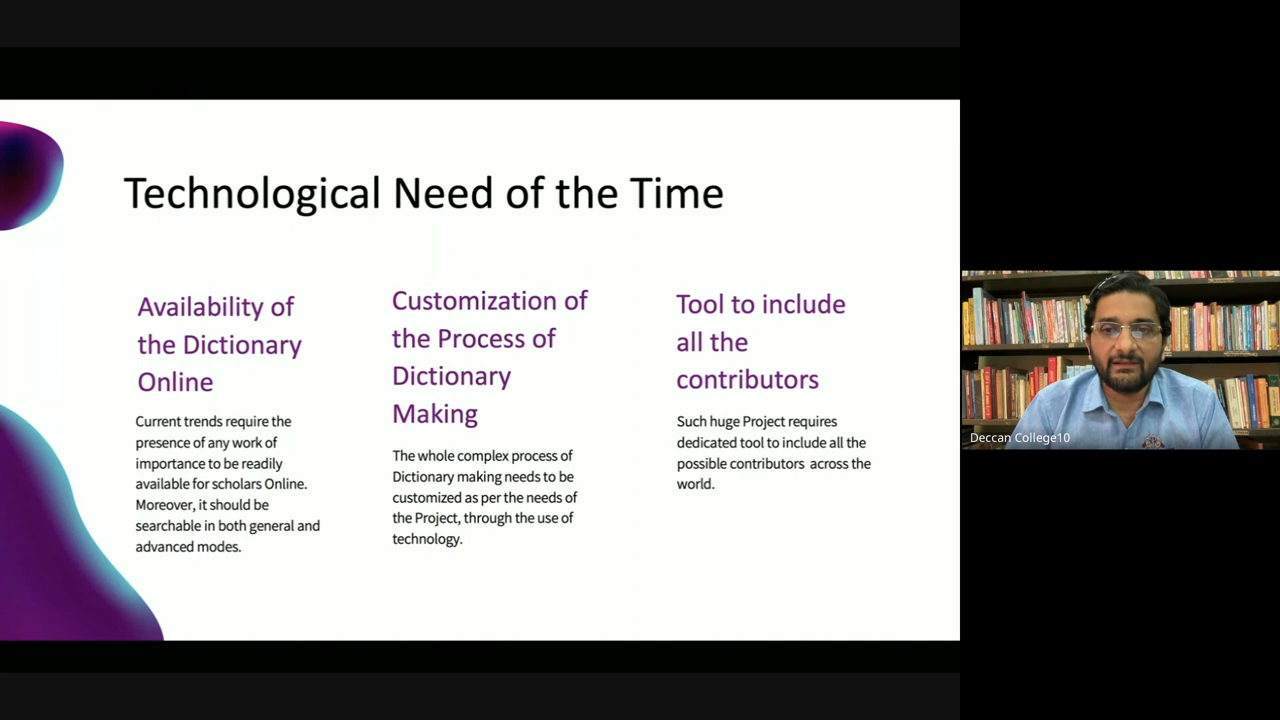 Technological Need of the Time
Availability of
the Dictionary
Online
Current trends require the
presence of any work of
importance to be readily
available for scholars Online.
Moreover, it should be
searchable in both general and
advanced modes.
Customization of
the Process of
Dictionary
Making
The whole complex process of
Dictionary making needs to be
customized as per the needs of
the Project, through the use of
technology.
Tool to include
all the
contributors
Such huge Project requires
dedicated tool to include all the
possible contributors across the
world.
Deccan College10